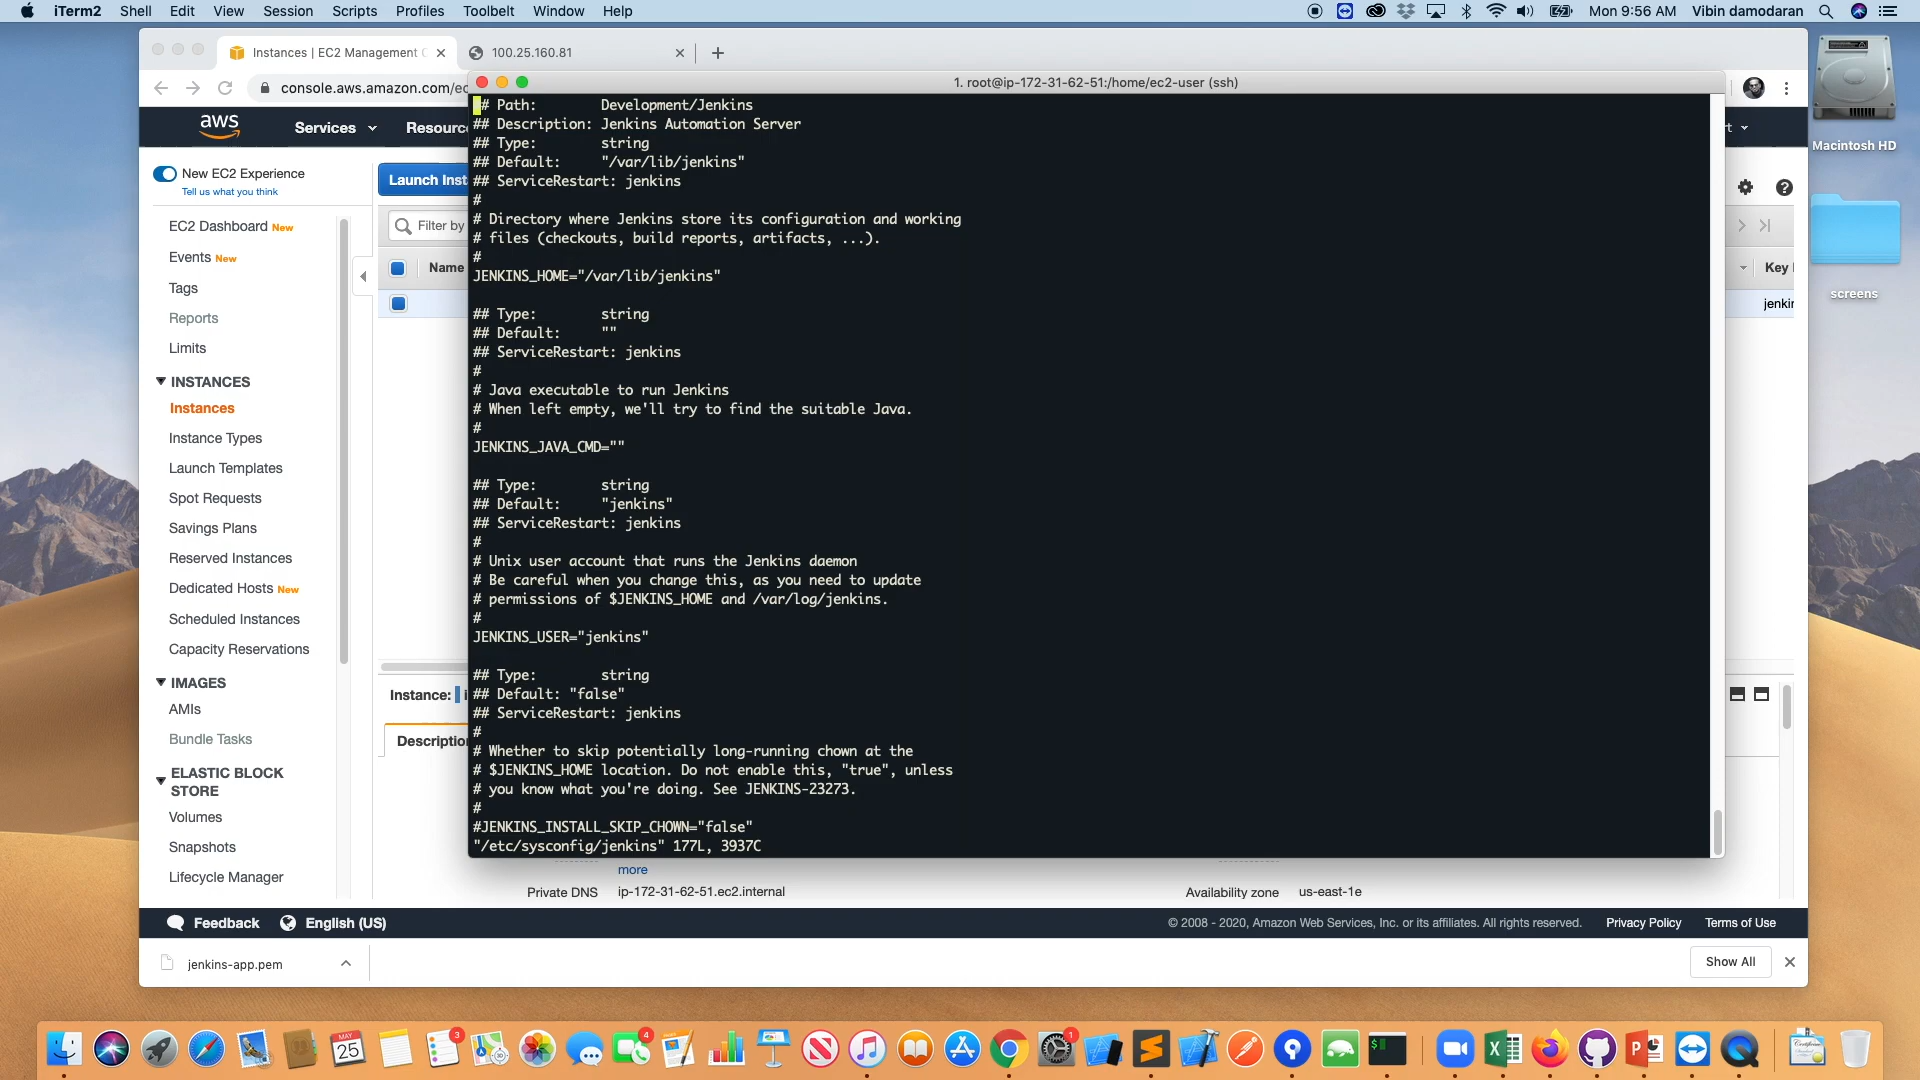 iTerm2 Shell Edit View Session Scripts Profiles Toolbelt Window Help
Mon 9:56 AM Vibin damodaran
Instances | EC2 Management C
100.25.160.81
console.aws.amazon.com/ec
1. root@ip-172-31-62-51:/home/ec2-user (ssh)
aws
Services
Resourc
rt
Macintosh HD
screens
New EC2 Experience
Tell us what you think
EC2 Dashboard New
Events New
Tags
Reports
Limits
INSTANCES
Instances
Instance Types
Launch Templates
Spot Requests
Savings Plans
Reserved Instances
Dedicated Hosts New
Scheduled Instances
Capacity Reservations
IMAGES
AMIs
Bundle Tasks
ELASTIC BLOCK
STORE
Volumes
Snapshots
Lifecycle Manager
Launch Inst
Filter by
Name
Key
jenkin
Instance: i
Description
## Path:        Development/Jenkins
## Description: Jenkins Automation Server
## Type:        string
## Default:     "/var/lib/jenkins"
## ServiceRestart: jenkins
#
# Directory where Jenkins store its configuration and working
# files (checkouts, build reports, artifacts, ...).
#
JENKINS_HOME="/var/lib/jenkins"
## Type:        string
## Default:     ""
## ServiceRestart: jenkins
#
# Java executable to run Jenkins
# When left empty, we'll try to find the suitable Java.
#
JENKINS_JAVA_CMD=""
## Type:        string
## Default:     "jenkins"
## ServiceRestart: jenkins
#
# Unix user account that runs the Jenkins daemon
# Be careful when you change this, as you need to update
# permissions of $JENKINS_HOME and /var/log/jenkins.
#
JENKINS_USER="jenkins"
## Type:        string
## Default: "false"
## ServiceRestart: jenkins
#
# Whether to skip potentially long-running chown at the
# $JENKINS_HOME location. Do not enable this, "true", unless
# you know what you're doing. See JENKINS-23273.
#
#JENKINS_INSTALL_SKIP_CHOWN="false"
"/etc/sysconfig/jenkins" 177L, 3937C
more
Private DNS ip-172-31-62-51.ec2.internal
Availability zone us-east-1e
Feedback English (US)
© 2008 - 2020, Amazon Web Services, Inc. or its affiliates. All rights reserved. Privacy Policy Terms of Use
jenkins-app.pem
Show All
MAY
25
3
4
1